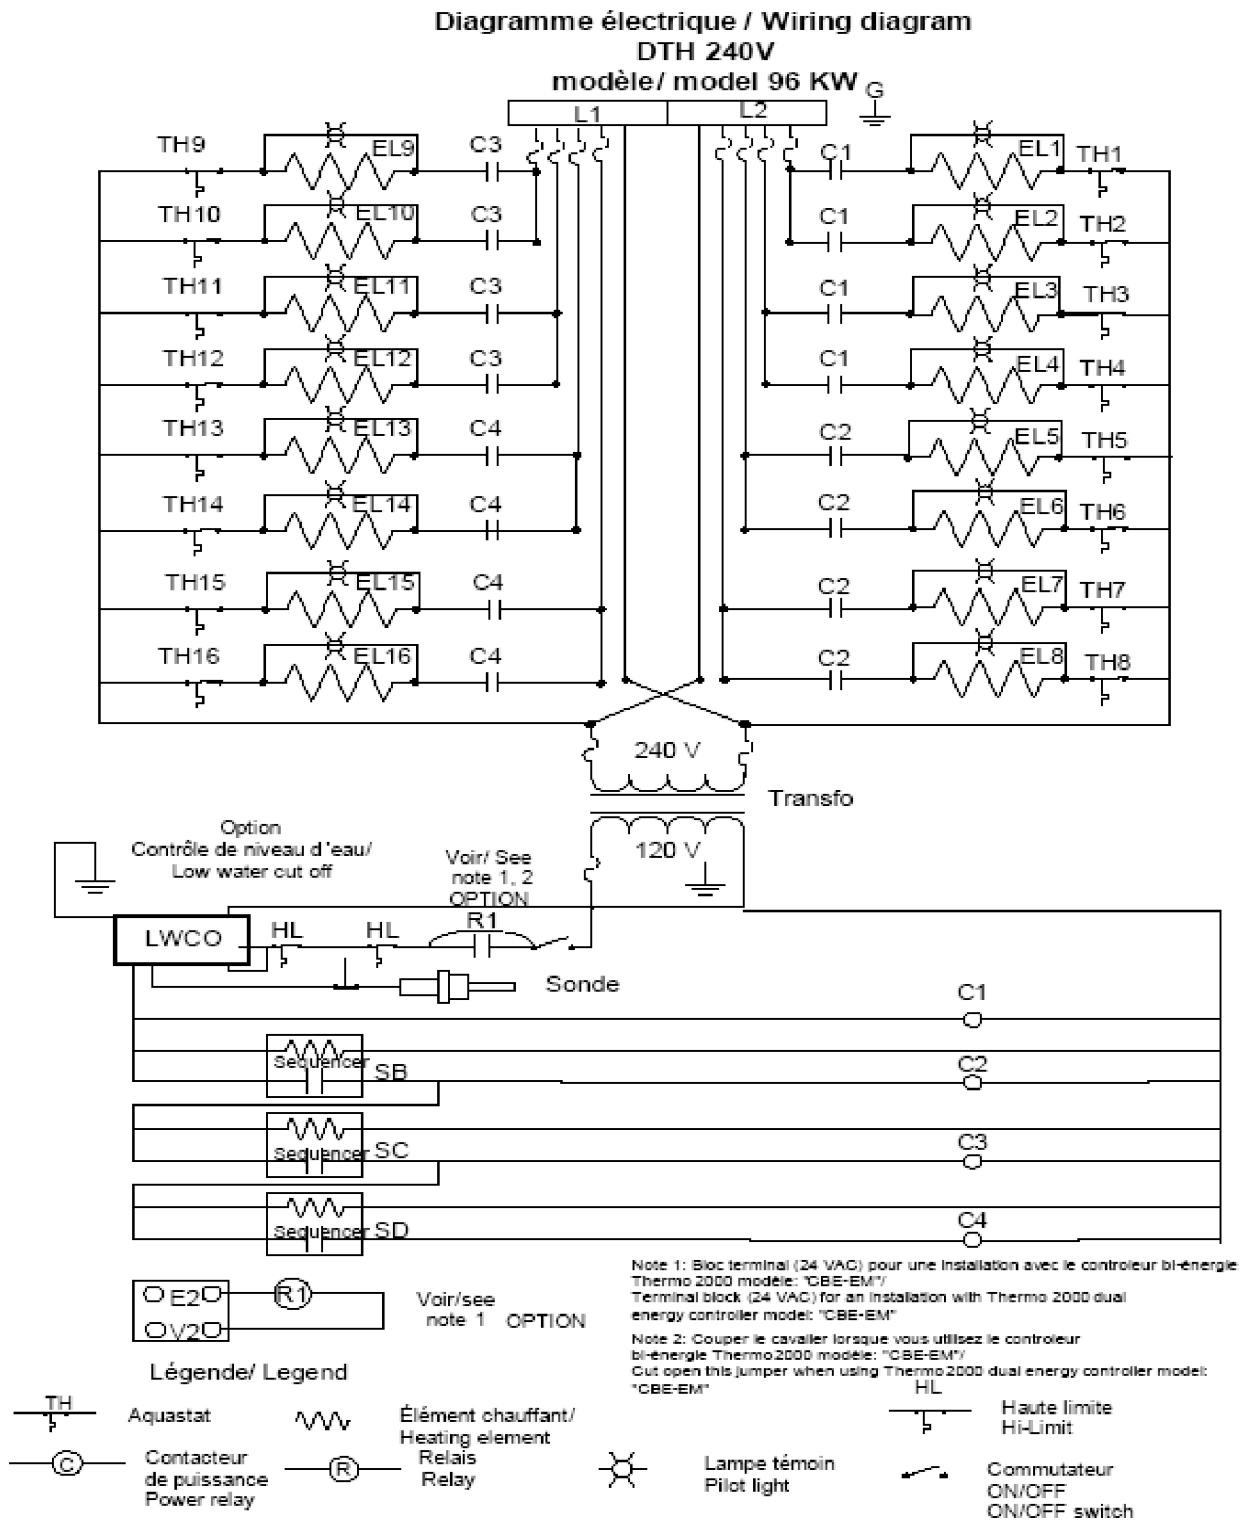 Diagramme électrique / Wiring diagram
DTH 240V
modèle/ model 96 KW
G
L1
L2
TH9
EL9
C3
C1
EL1
TH1
TH10
EL10
C3
C1
EL2
TH2
TH11
EL11
C3
C1
EL3
TH3
TH12
EL12
C3
C1
EL4
TH4
TH13
EL13
C4
C2
EL5
TH5
TH14
EL14
C4
C2
EL6
TH6
TH15
EL15
C4
C2
EL7
TH7
TH16
EL16
C4
C2
EL8
TH8
240 V
Transfo
120 V
Option
Contrôle de niveau d'eau/
Low water cut off
Voir/ See
note 1, 2
OPTION
LWCO
HL
HL
R1
Sonde
C1
Sequencer
SB
C2
Sequencer
SC
C3
Sequencer
SD
C4
E2
R1
V2
Voir/see
note 1
OPTION
Note 1: Bloc terminal (24 VAC) pour une installation avec le controleur bi-énergie
Thermo 2000 modèle: "CBE-EM"/
Terminal block (24 VAC) for an installation with Thermo 2000 dual
energy controller model: "CBE-EM"
Note 2: Couper le cavalier lorsque vous utilisez le controleur
bi-énergie Thermo 2000 modèle: "CBE-EM"/
Cut open this jumper when using Thermo 2000 dual energy controller model:
"CBE-EM"
Légende/ Legend
TH
Aquastat
Élément chauffant/
Heating element
HL
Haute limite
Hi-Limit
C
Contacteur
de puissance
Power relay
R
Relais
Relay
Lampe témoin
Pilot light
Commutateur
ON/OFF
ON/OFF switch